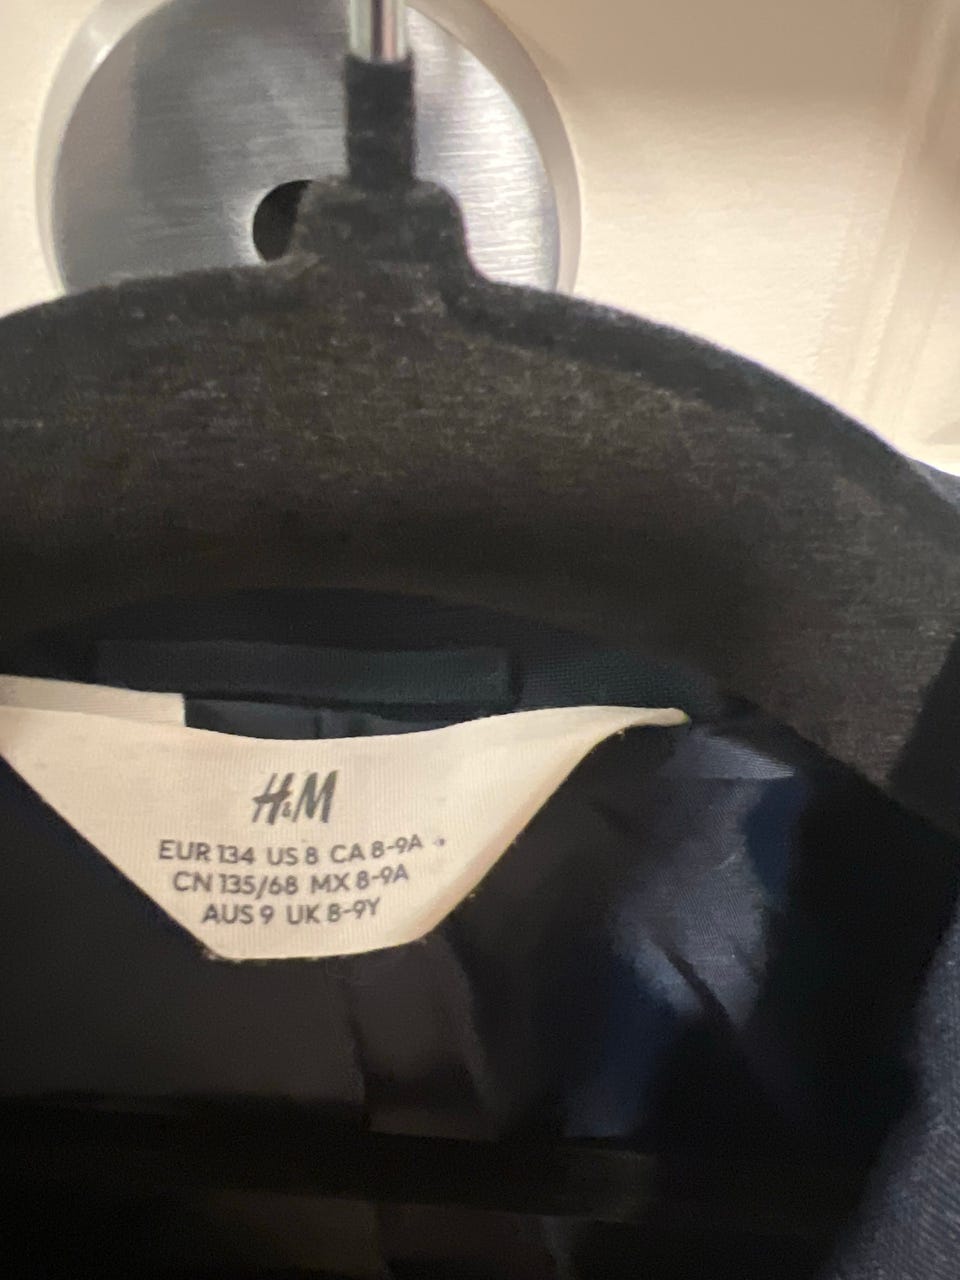 H&M
EUR 134 US 8 CA 8-9A
CN 135/68 MX 8-9A
AUS 9 UK 8-9Y